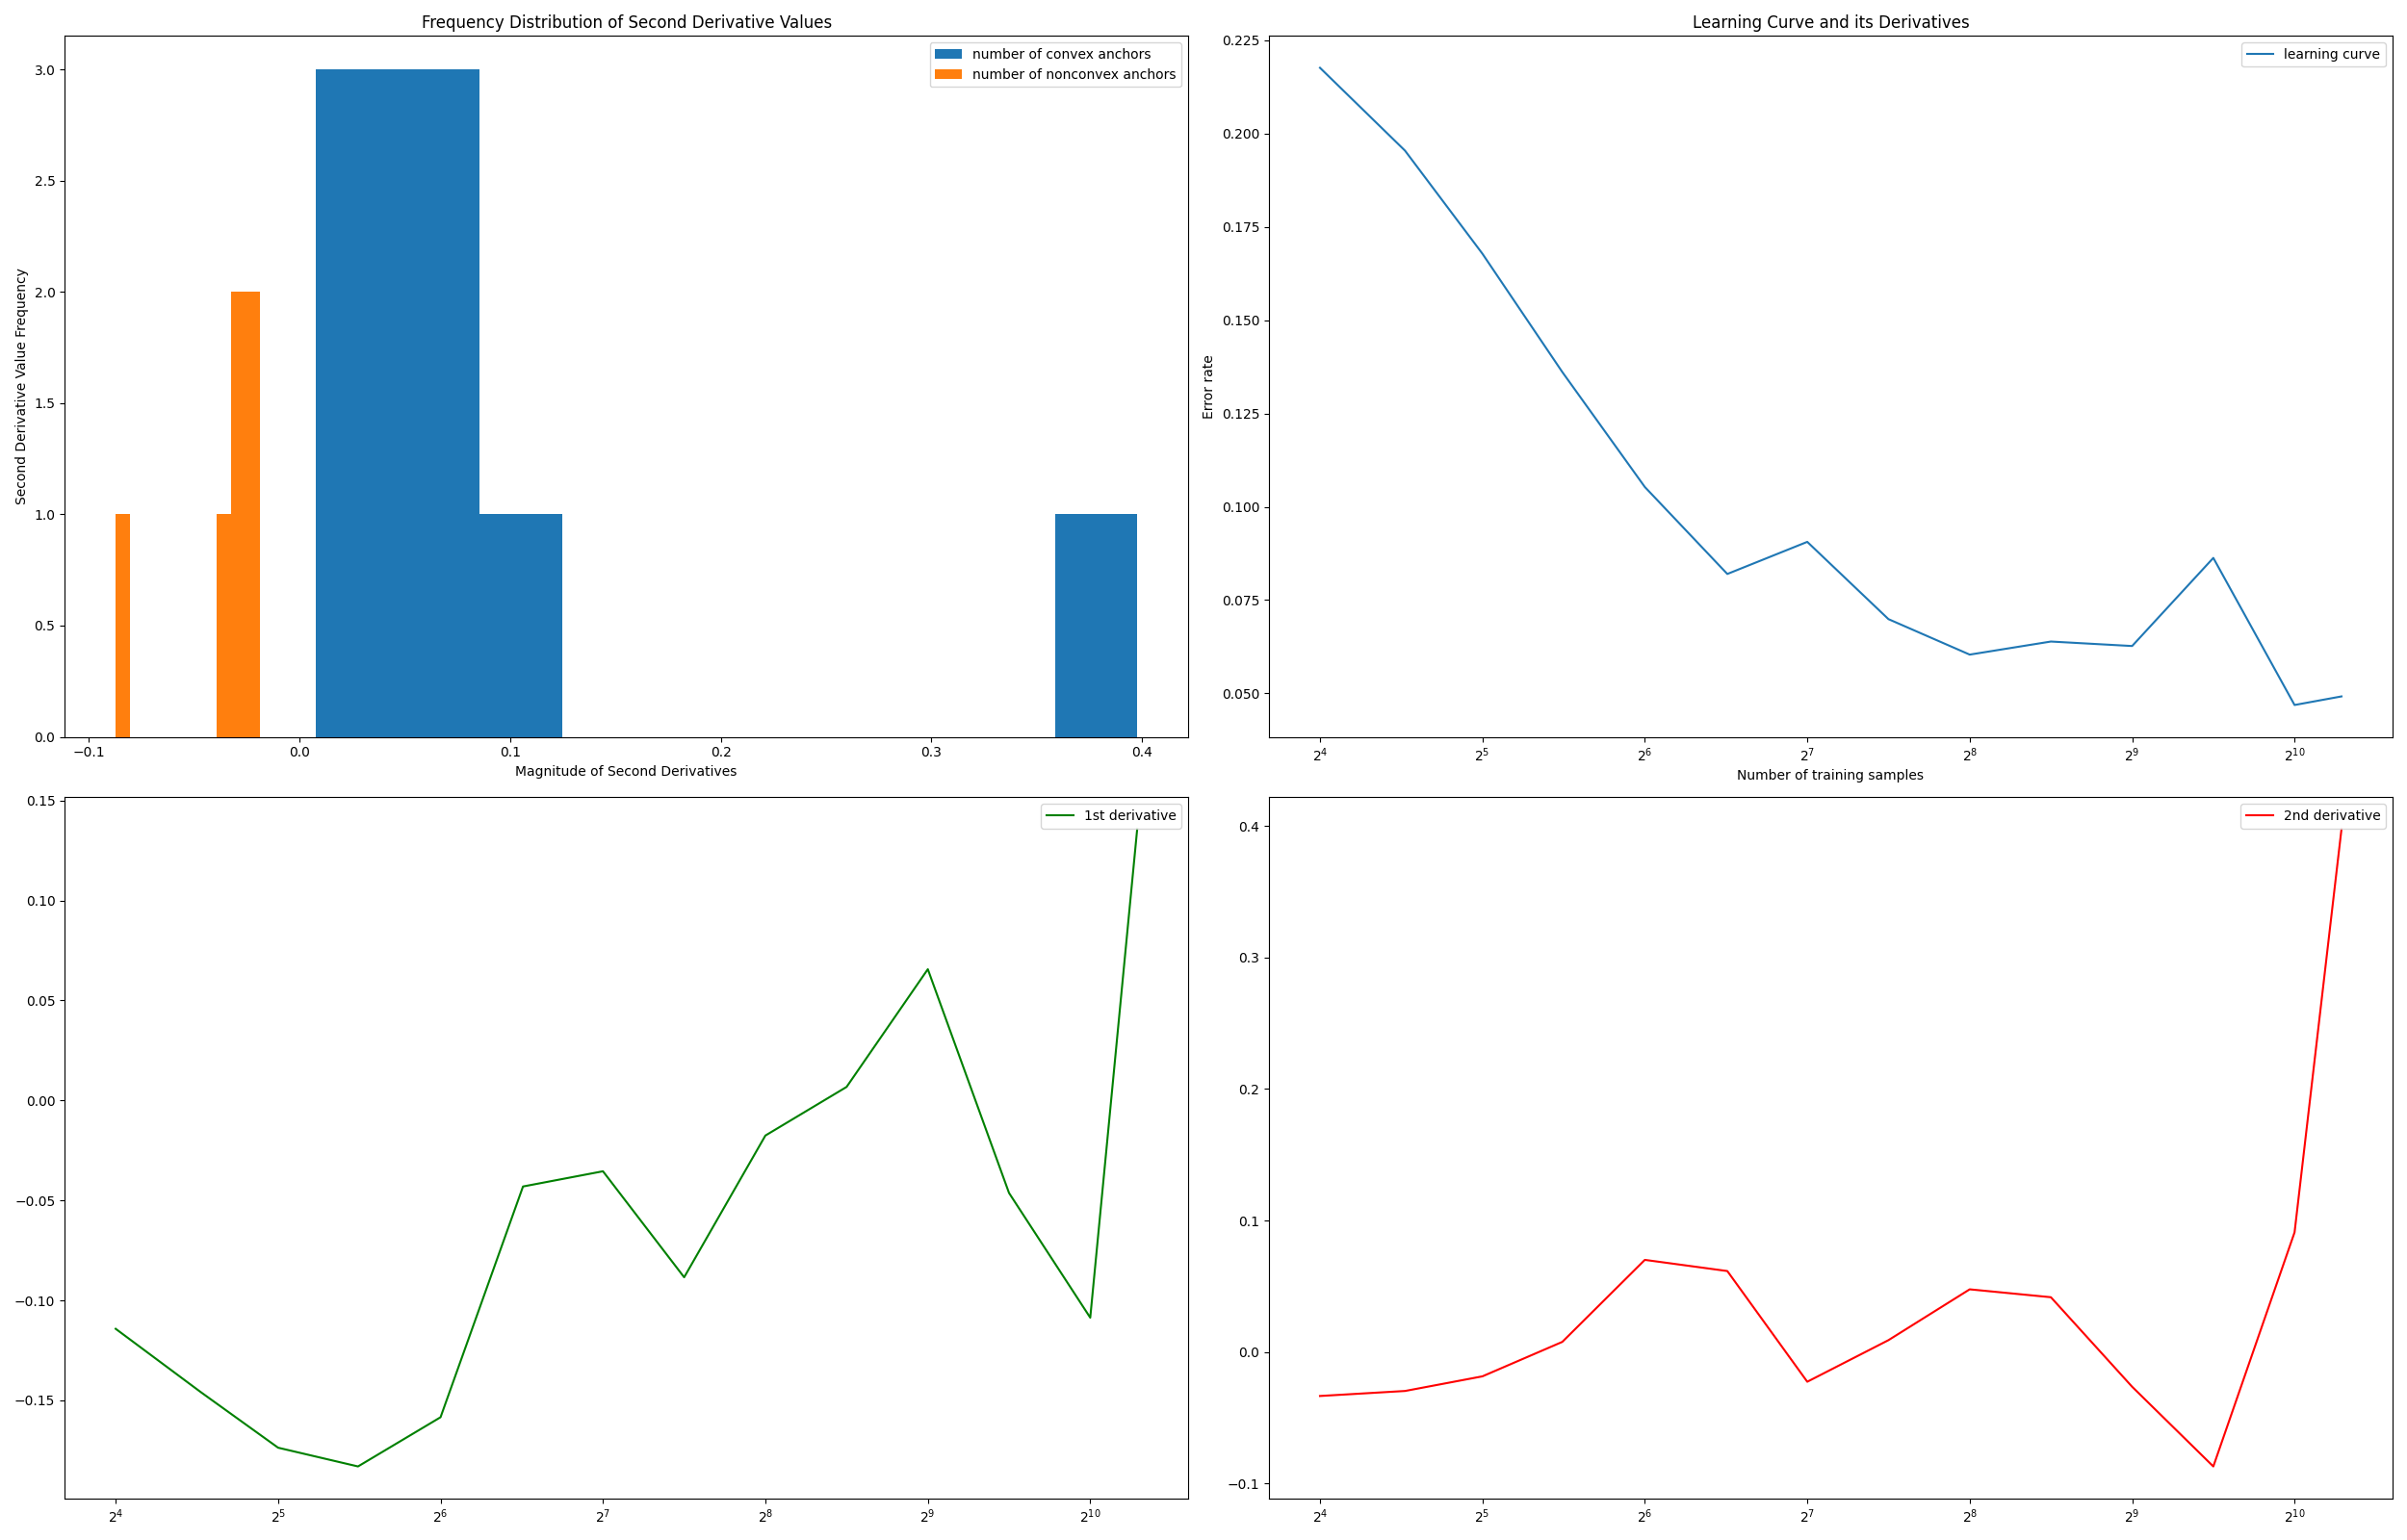 Frequency Distribution of Second Derivative Values
number of convex anchors
number of nonconvex anchors
Second Derivative Value Frequency
3.0
2.5
2.0
1.5
1.0
0.5
0.0
−0.1 0.0 0.1 0.2 0.3 0.4
Magnitude of Second Derivatives
Learning Curve and its Derivatives
learning curve
Error rate
0.225
0.200
0.175
0.150
0.125
0.100
0.075
0.050
2⁴ 2⁵ 2⁶ 2⁷ 2⁸ 2⁹ 2¹⁰
Number of training samples
1st derivative
0.15
0.10
0.05
0.00
−0.05
−0.10
−0.15
2⁴ 2⁵ 2⁶ 2⁷ 2⁸ 2⁹ 2¹⁰
2nd derivative
0.4
0.3
0.2
0.1
0.0
−0.1
2⁴ 2⁵ 2⁶ 2⁷ 2⁸ 2⁹ 2¹⁰